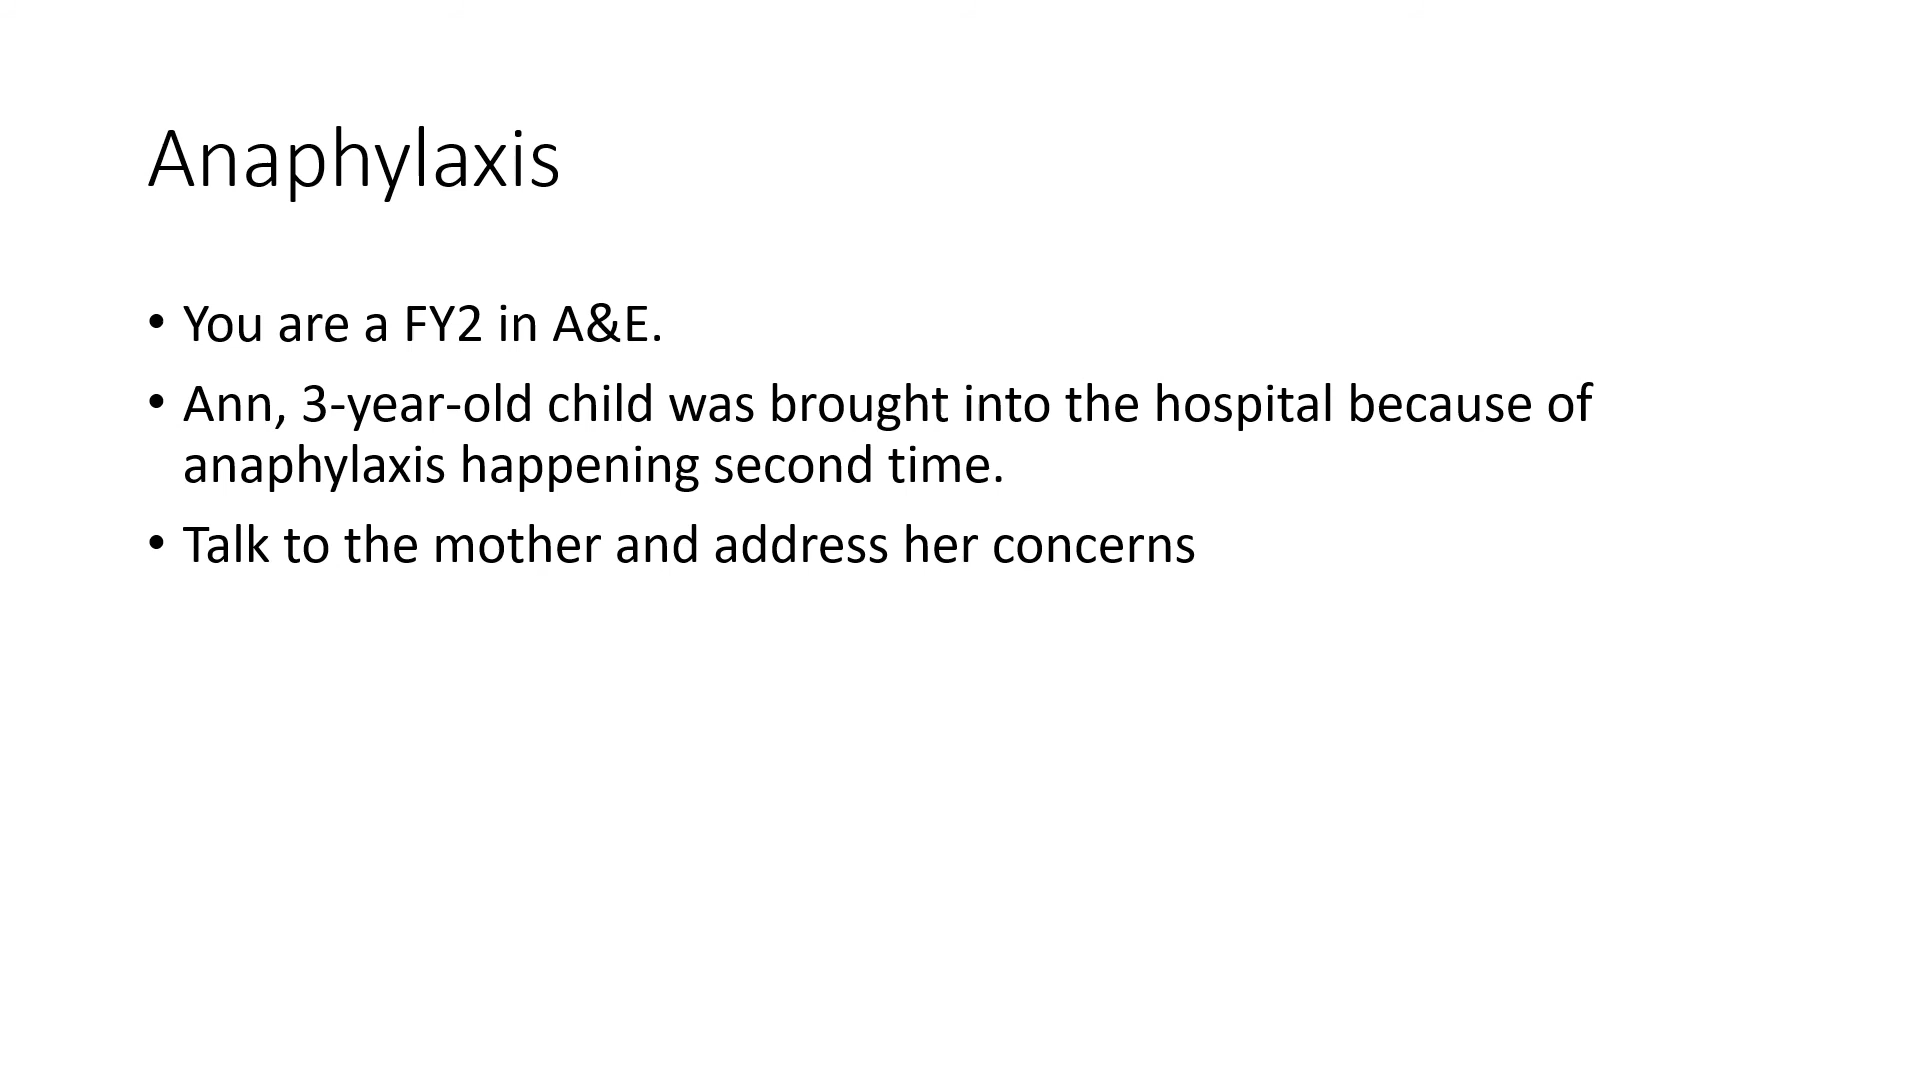 Anaphylaxis
• You are a FY2 in A&E.
• Ann, 3-year-old child was brought into the hospital because of
anaphylaxis happening second time.
• Talk to the mother and address her concerns